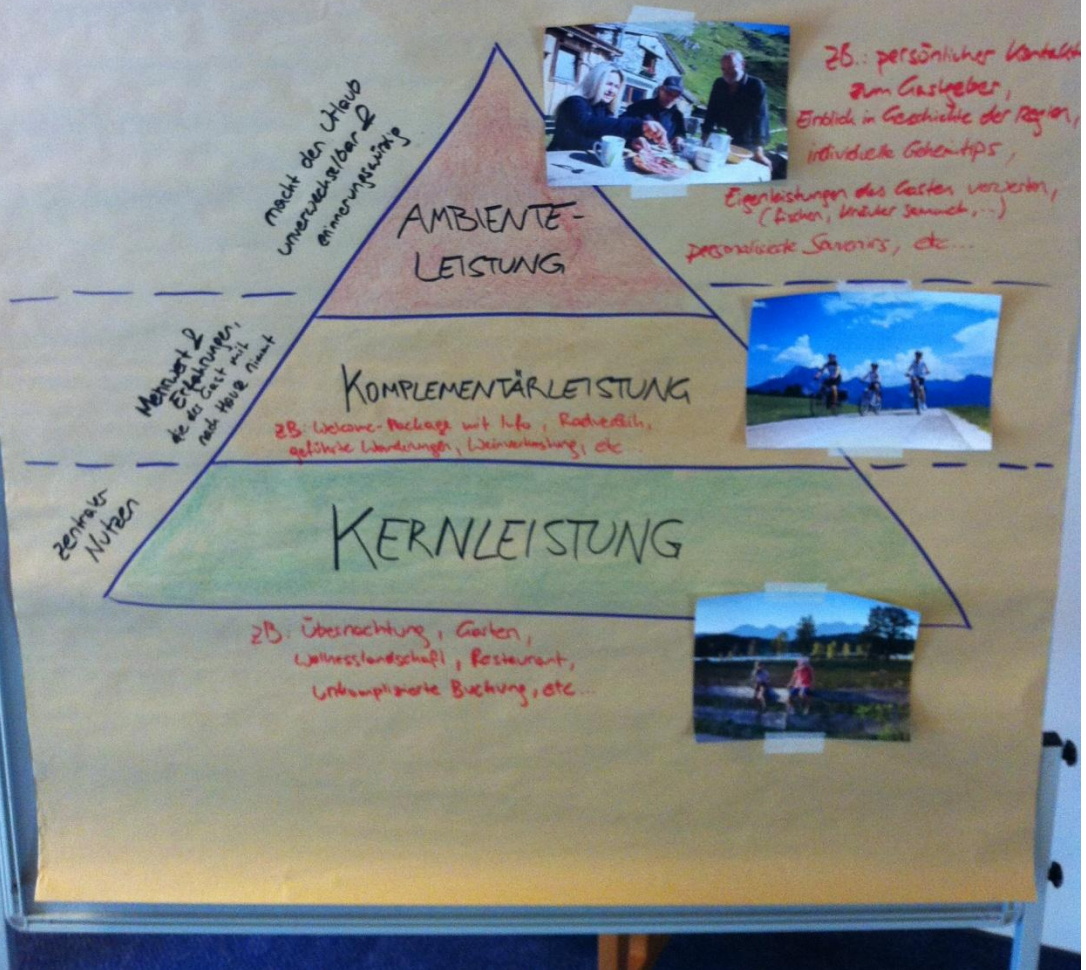 macht den Urlaub
unverwechselbar &
erinnerungswürdig
AMBIENTE-
LEISTUNG
zB.: persönlicher Kontakt
zum Gastgeber,
Einblick in Geschichte der Region,
individuelle Geheimtips,
Eigenleistungen des Gastes verwerten,
(fischen, Kräuter sammeln,...)
personalisierte Souvenirs, etc...
Mehrwert &
Erfahrungen,
die der Gast mit
nach Hause nimmt
KOMPLEMENTÄRLEISTUNG
zB: Welcome-Package mit Info, Radverleih,
geführte Wanderungen, Weinverkostung, etc...
zentraler
Nutzen
KERNLEISTUNG
zB: Übernachtung, Garten,
Wellnesslandschaft, Restaurant,
unkomplizierte Buchung, etc...